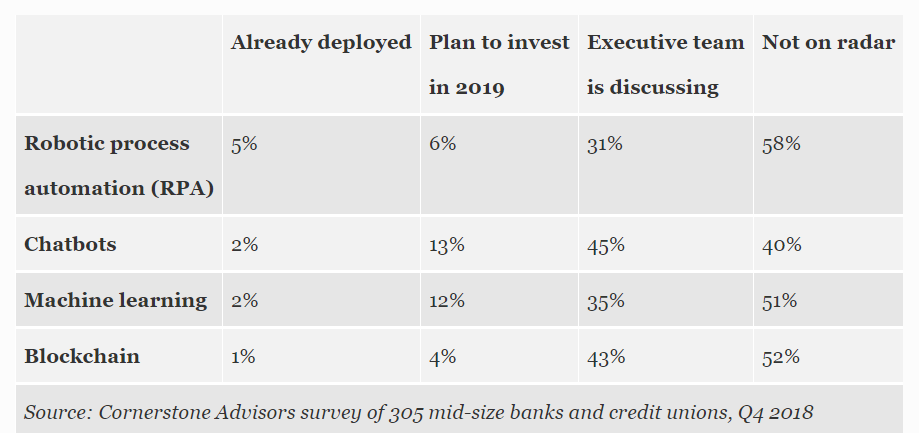 Already deployed Plan to invest Executive team Not on radar
in 2019 is discussing
Robotic process 5% 6% 31% 58%
automation (RPA)
Chatbots 2% 13% 45% 40%
Machine learning 2% 12% 35% 51%
Blockchain 1% 4% 43% 52%
Source: Cornerstone Advisors survey of 305 mid-size banks and credit unions, Q4 2018